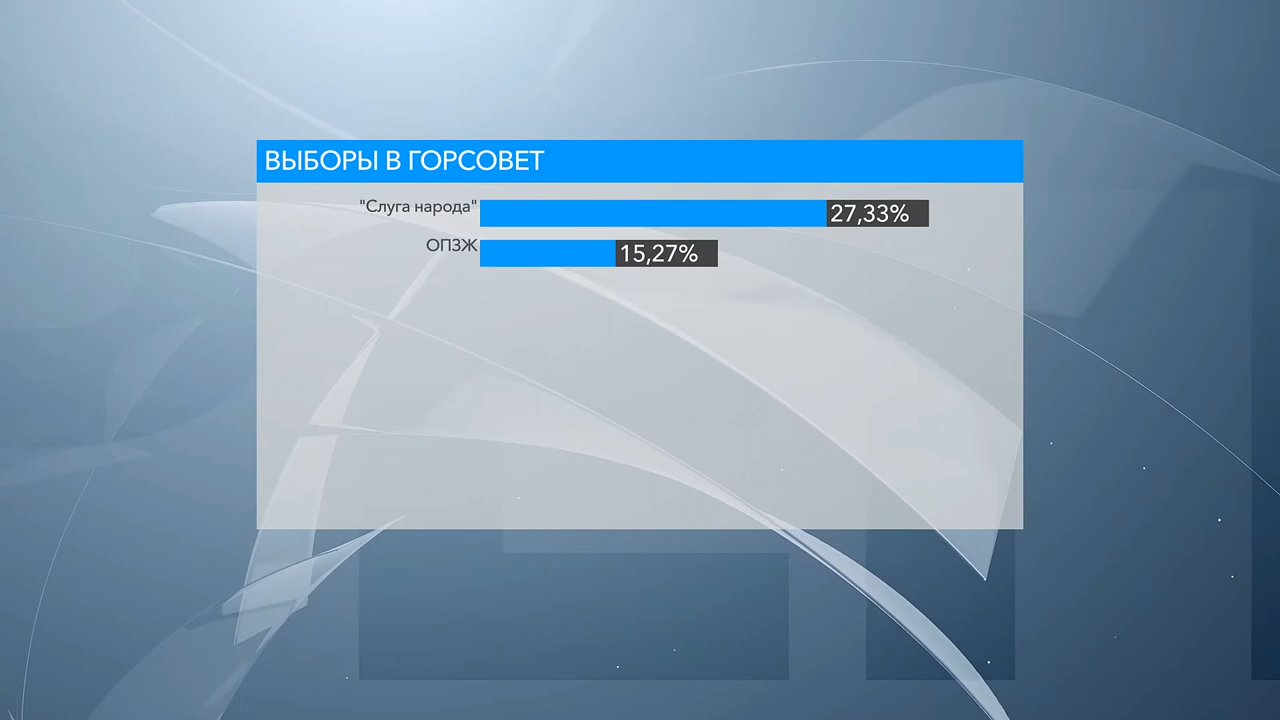 ВЫБОРЫ В ГОРСОВЕТ
"Слуга народа" 27,33%
ОПЗЖ 15,27%